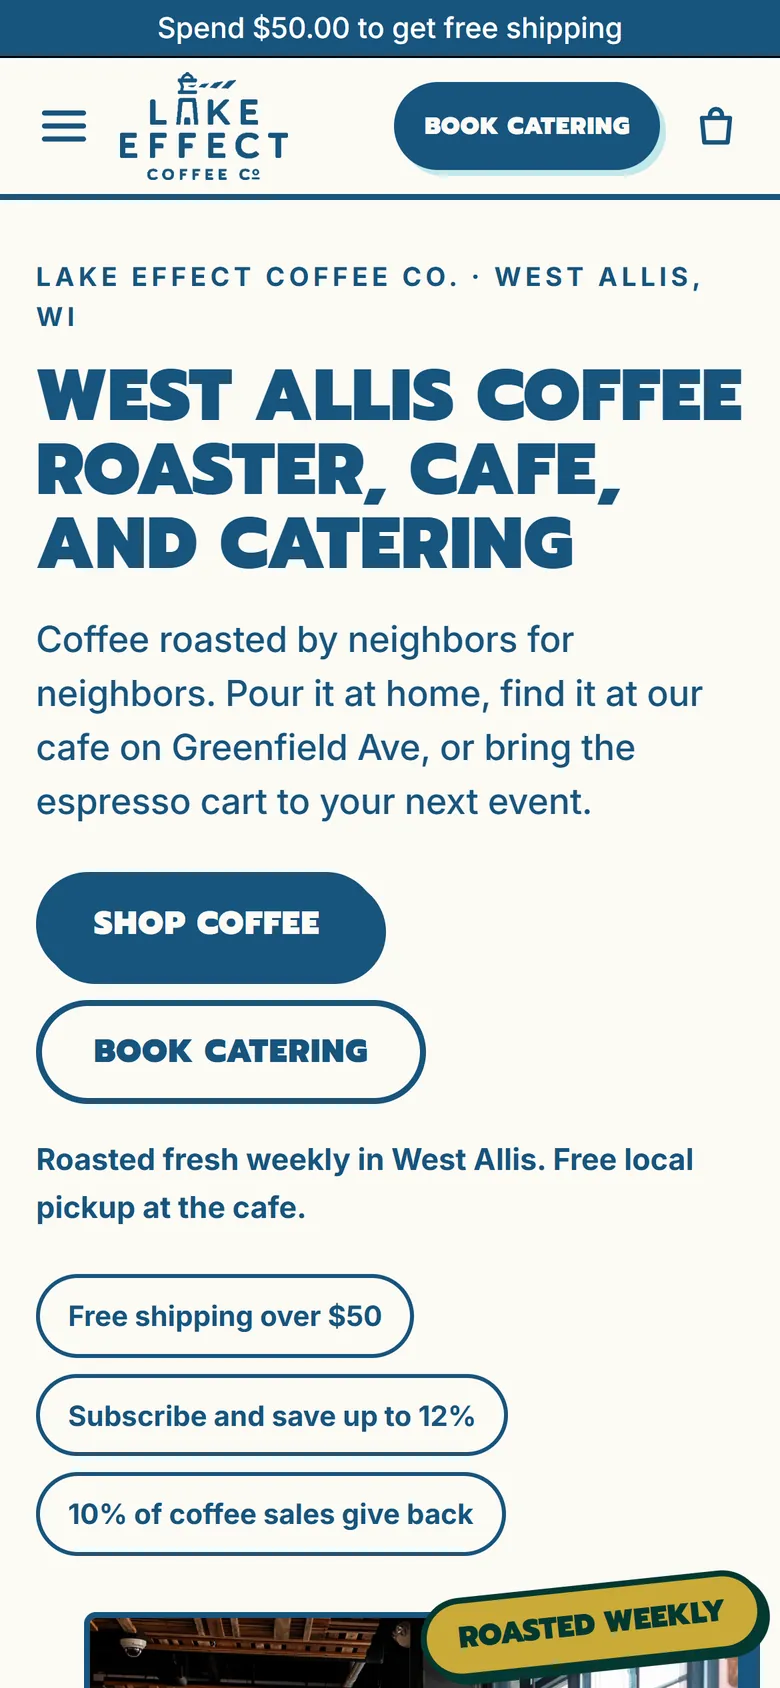 Spend $50.00 to get free shipping
LAKE
EFFECT
COFFEE Cº
BOOK CATERING
LAKE EFFECT COFFEE CO. · WEST ALLIS,
WI
WEST ALLIS COFFEE
ROASTER, CAFE,
AND CATERING
Coffee roasted by neighbors for
neighbors. Pour it at home, find it at our
cafe on Greenfield Ave, or bring the
espresso cart to your next event.
SHOP COFFEE
BOOK CATERING
Roasted fresh weekly in West Allis. Free local
pickup at the cafe.
Free shipping over $50
Subscribe and save up to 12%
10% of coffee sales give back
ROASTED WEEKLY